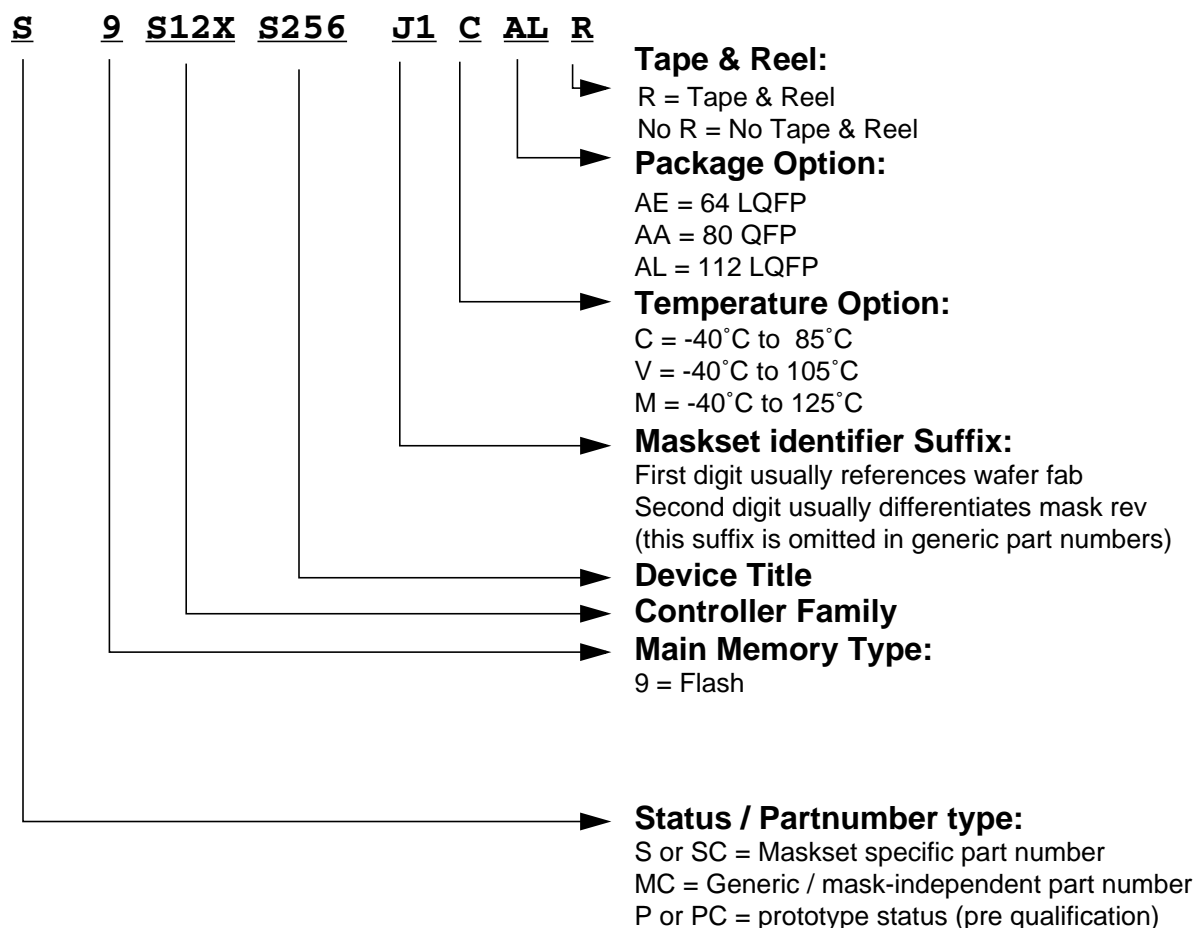 S 9 S12X S256 J1 C AL R
Tape & Reel:
R = Tape & Reel
No R = No Tape & Reel
Package Option:
AE = 64 LQFP
AA = 80 QFP
AL = 112 LQFP
Temperature Option:
C = -40˚C to 85˚C
V = -40˚C to 105˚C
M = -40˚C to 125˚C
Maskset identifier Suffix:
First digit usually references wafer fab
Second digit usually differentiates mask rev
(this suffix is omitted in generic part numbers)
Device Title
Controller Family
Main Memory Type:
9 = Flash
Status / Partnumber type:
S or SC = Maskset specific part number
MC = Generic / mask-independent part number
P or PC = prototype status (pre qualification)